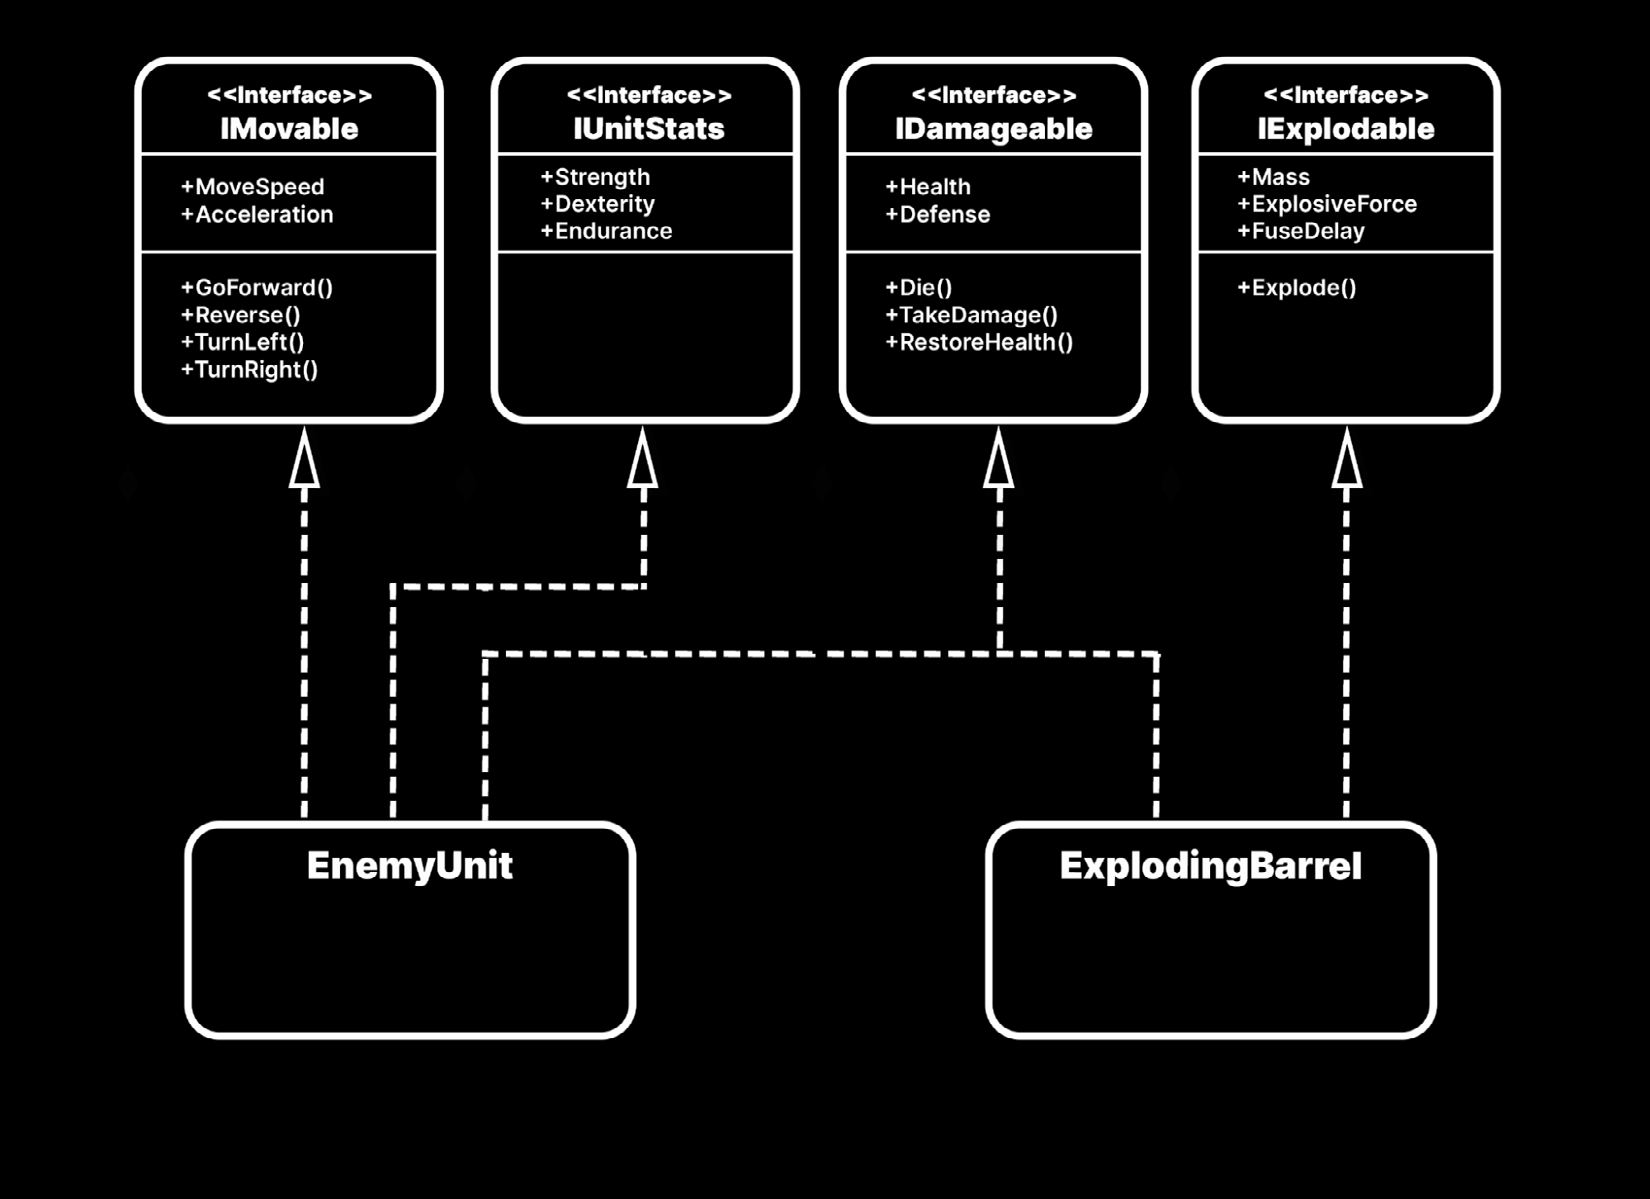 <<Interface>>
IMovable
+MoveSpeed
+Acceleration
+GoForward()
+Reverse()
+TurnLeft()
+TurnRight()
<<Interface>>
IUnitStats
+Strength
+Dexterity
+Endurance
<<Interface>>
IDamageable
+Health
+Defense
+Die()
+TakeDamage()
+RestoreHealth()
<<Interface>>
IExplodable
+Mass
+ExplosiveForce
+FuseDelay
+Explode()
EnemyUnit
ExplodingBarrel